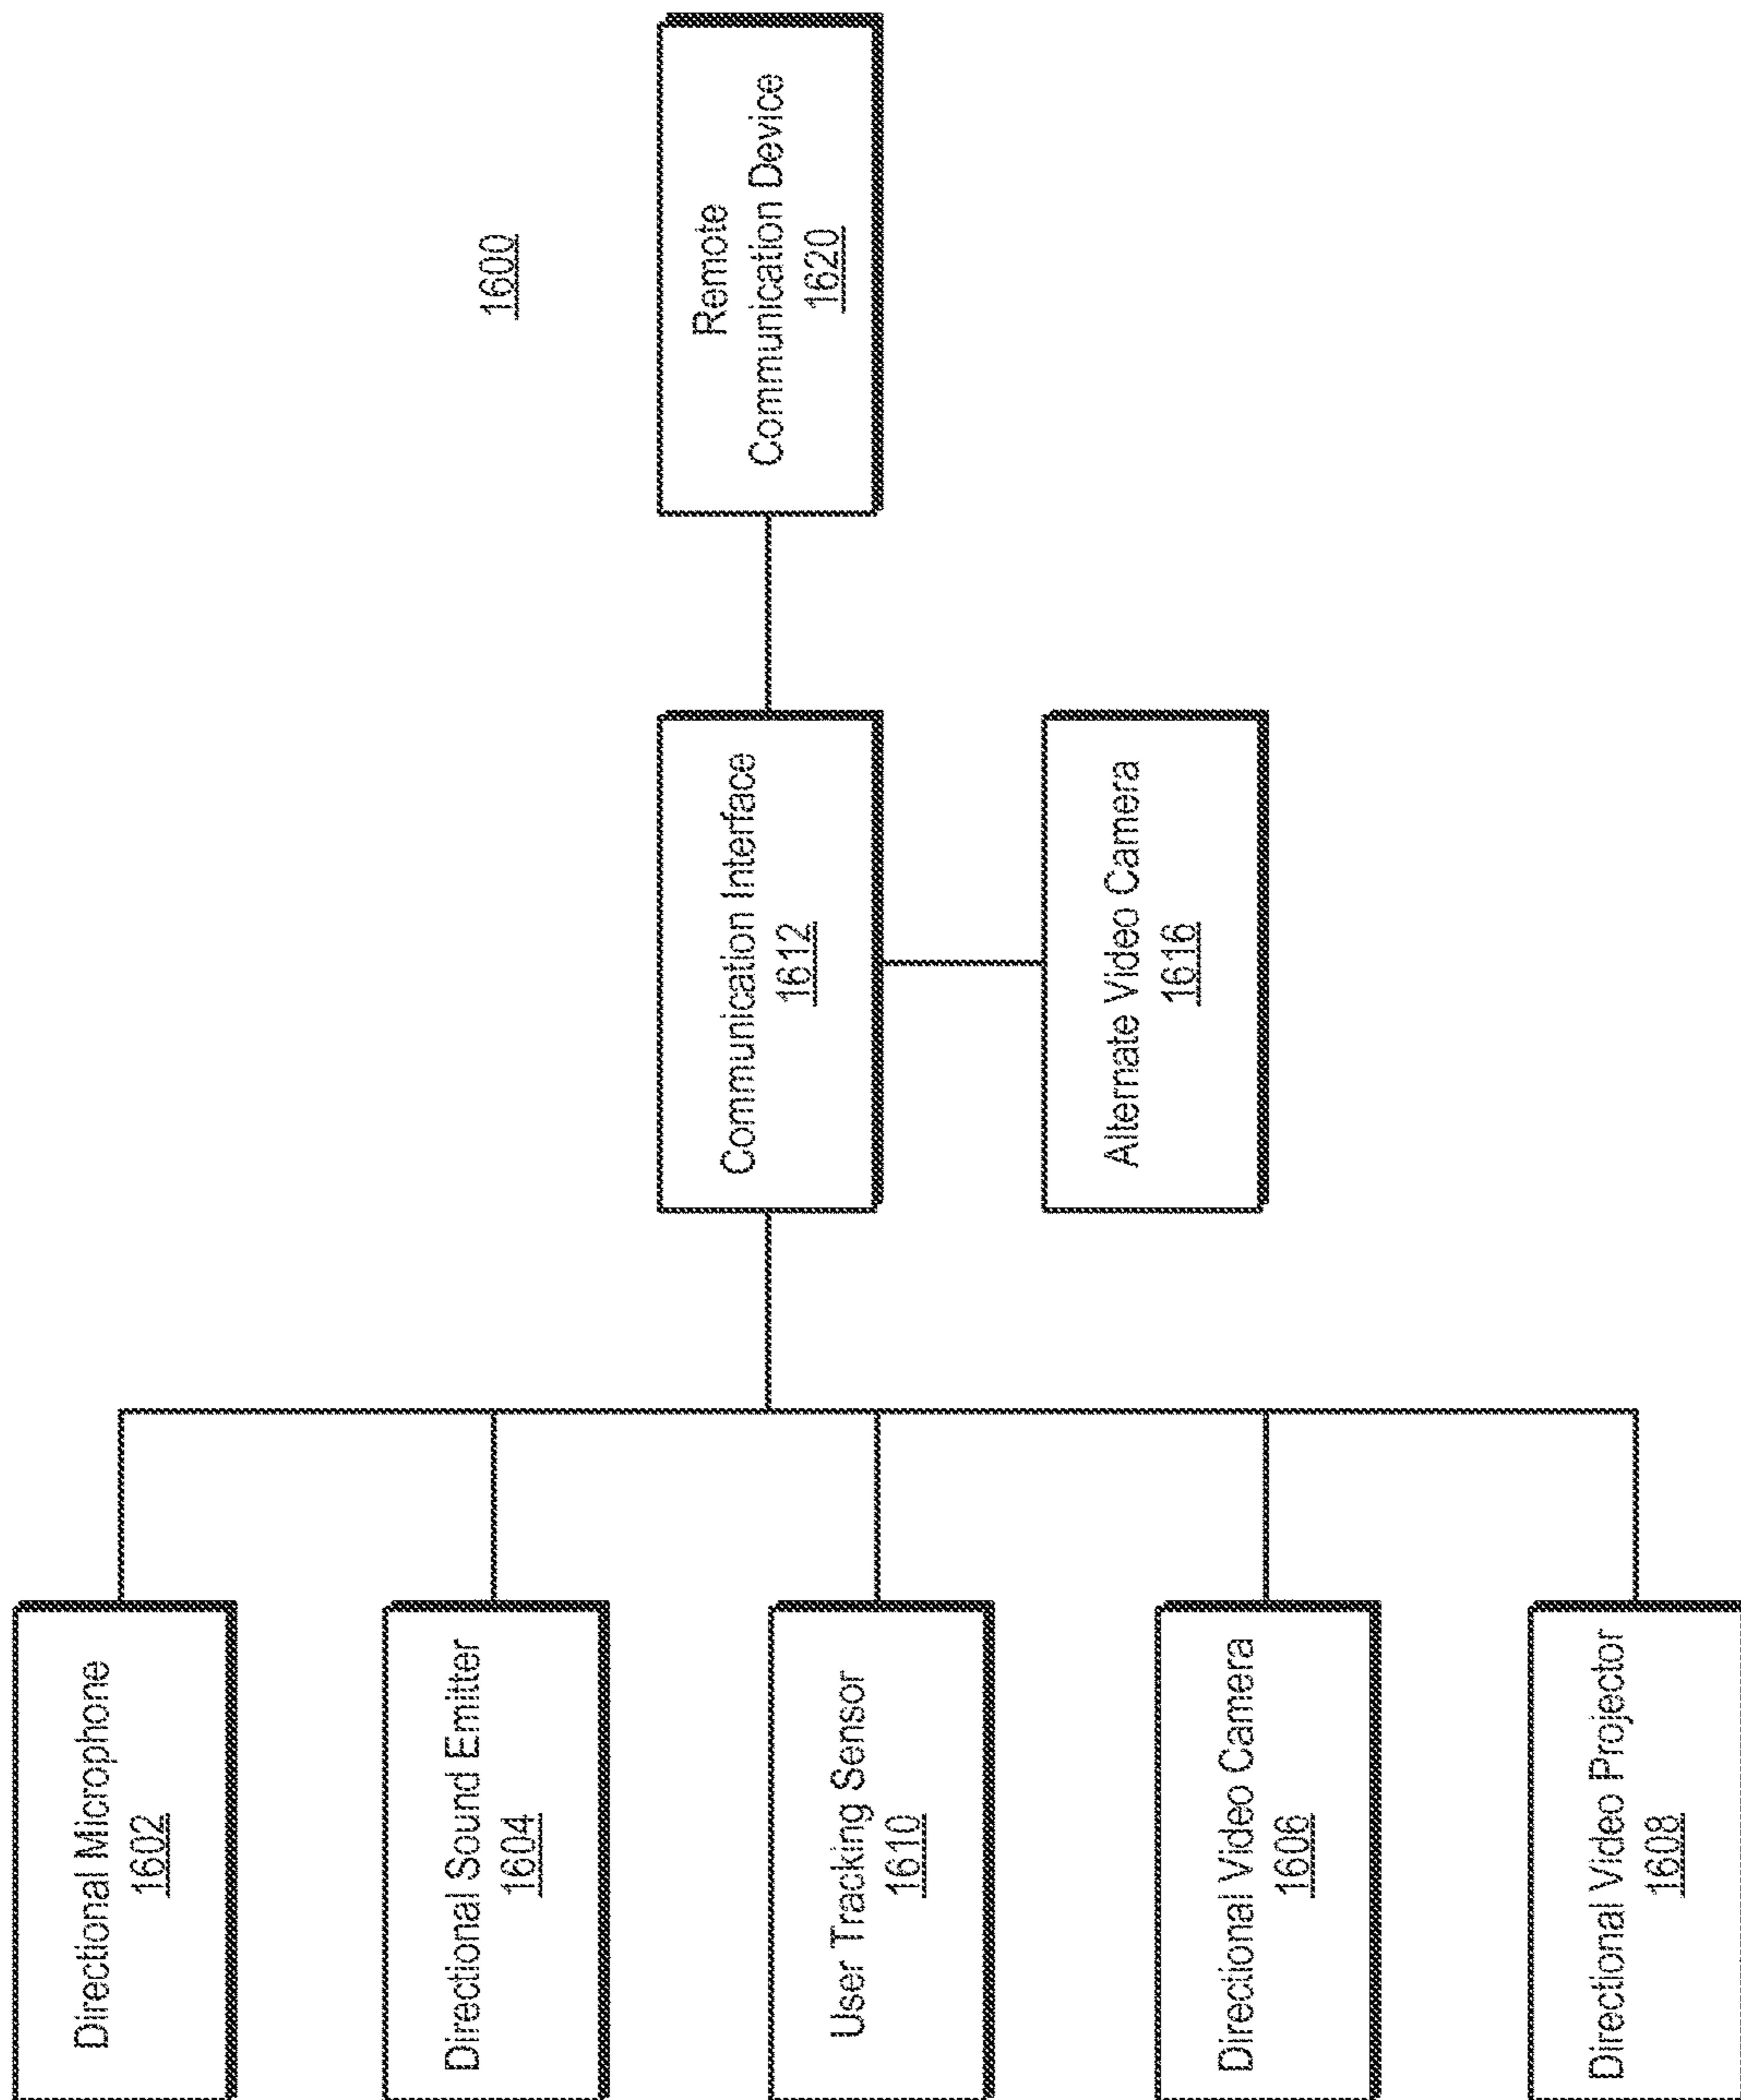 1600
Directional Microphone
1602
Directional Sound Emitter
1604
User Tracking Sensor
1610
Directional Video Camera
1606
Directional Video Projector
1608
Communication Interface
1612
Alternate Video Camera
1616
Remote
Communication Device
1620